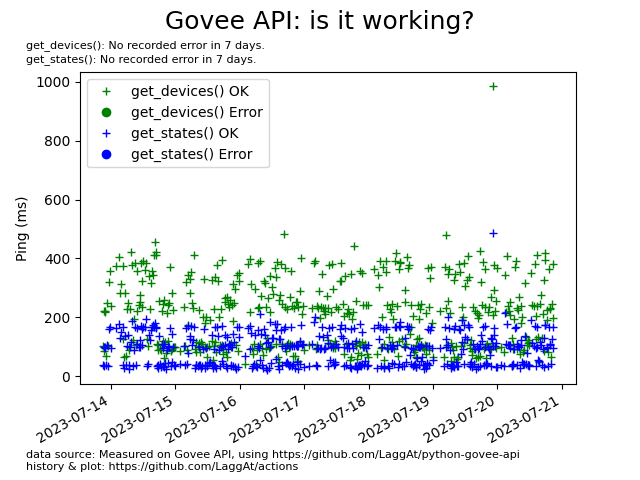 Govee API: is it working?
get_devices(): No recorded error in 7 days.
get_states(): No recorded error in 7 days.
get_devices() OK
get_devices() Error
get_states() OK
get_states() Error
Ping (ms)
1000
800
600
400
200
0
2023-07-14
2023-07-15
2023-07-16
2023-07-17
2023-07-18
2023-07-19
2023-07-20
2023-07-21
data source: Measured on Govee API, using https://github.com/LaggAt/python-govee-api
history & plot: https://github.com/LaggAt/actions